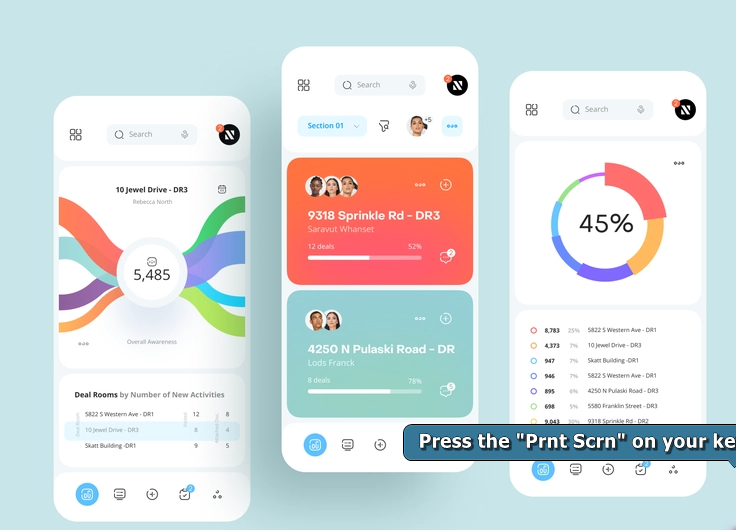 Search
10 Jewel Drive - DR3
Rebecca North
5,485
Overall Awareness
Deal Rooms by Number of New Activities
5822 S Western Ave - DR1 12 8
10 Jewel Drive - DR3 8 4
Skatt Building -DR1 9 5
2
Search
Section 01
+5
9318 Sprinkle Rd - DR3
Saravut Whanset
12 deals 52%
2
4250 N Pulaski Road - DR
Lods Franck
8 deals 78%
5
Search
45%
8,783 25% 5822 S Western Ave - DR1
4,373 7% 10 Jewel Drive - DR3
947 7% Skatt Building -DR1
946 7% 5822 S Western Ave - DR1
895 6% 4250 N Pulaski Road - DR3
698 5% 5580 Franklin Street - DR3
9,043 20% 9318 Sprinkle Rd - DR2
Press the "Prnt Scrn" on your ke